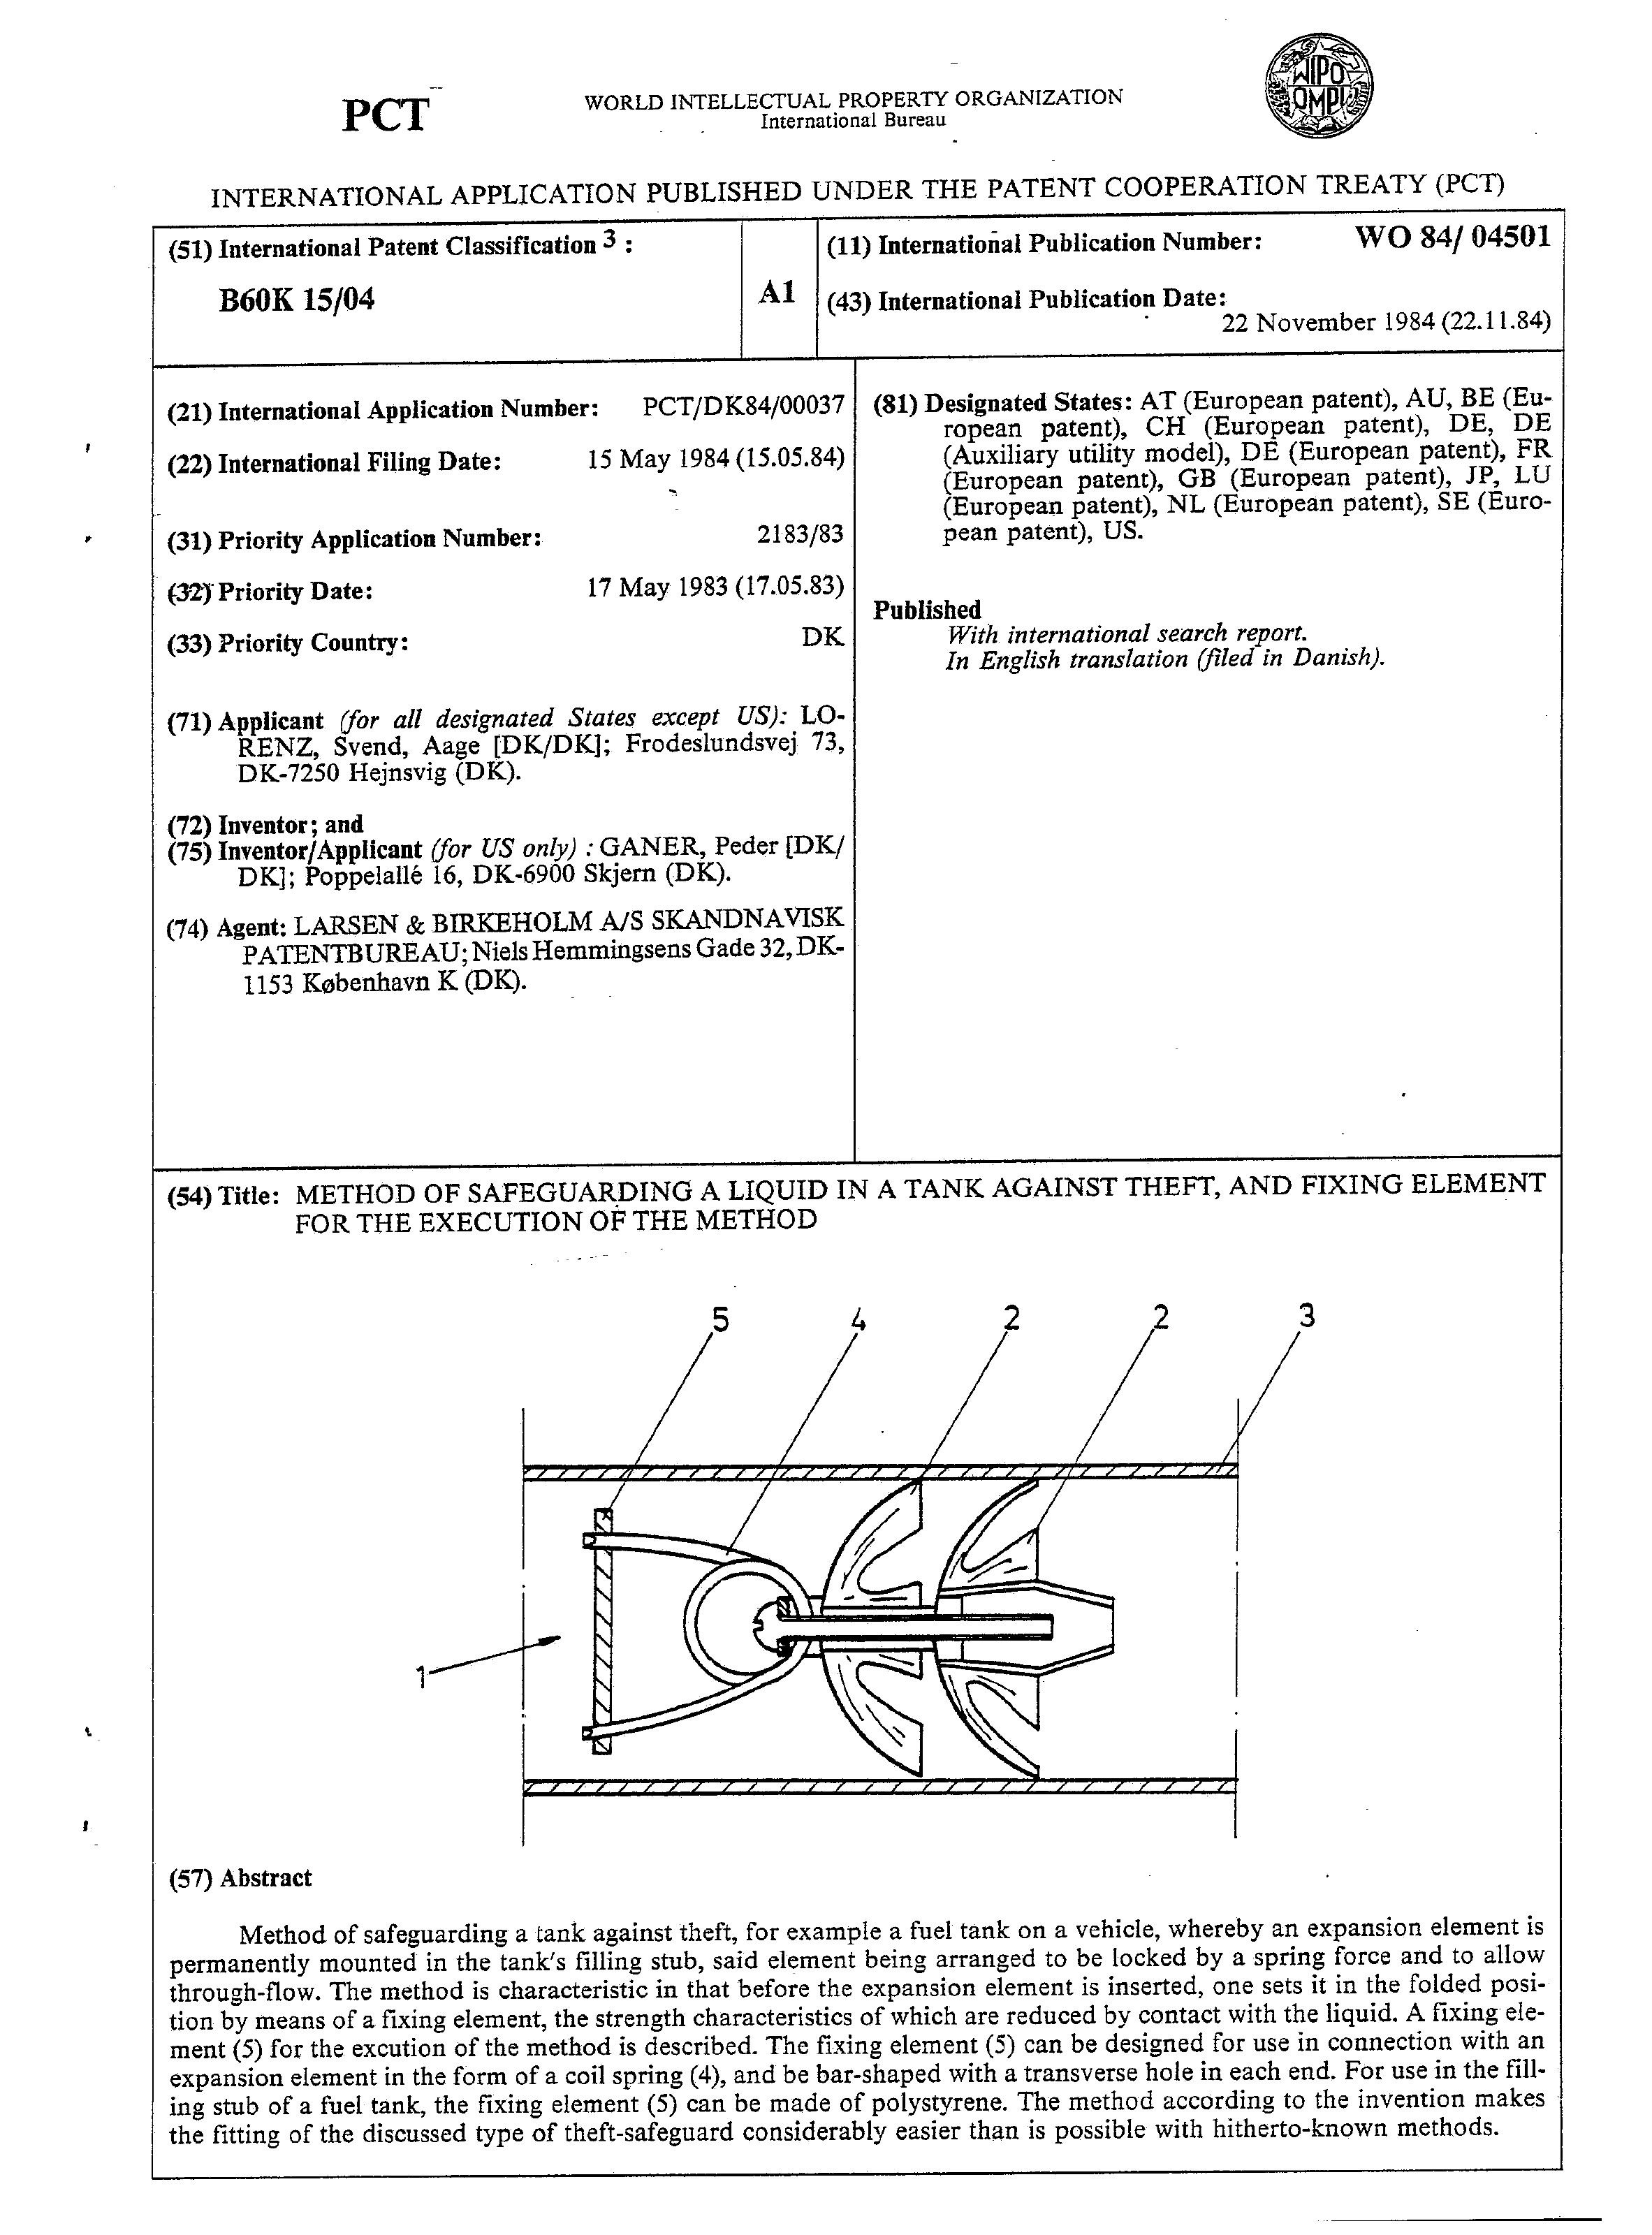 PCT
WORLD INTELLECTUAL PROPERTY ORGANIZATION
International Bureau
WIPO
OMPI
INTERNATIONAL APPLICATION PUBLISHED UNDER THE PATENT COOPERATION TREATY (PCT)
(51) International Patent Classification 3 :
B60K 15/04
A1
(11) International Publication Number: WO 84/ 04501
(43) International Publication Date:
22 November 1984 (22.11.84)
(21) International Application Number: PCT/DK84/00037
(22) International Filing Date: 15 May 1984 (15.05.84)
(31) Priority Application Number: 2183/83
(32) Priority Date: 17 May 1983 (17.05.83)
(33) Priority Country: DK
(71) Applicant (for all designated States except US): LO-
RENZ, Svend, Aage [DK/DK]; Frodeslundsvej 73,
DK-7250 Hejnsvig (DK).
(72) Inventor; and
(75) Inventor/Applicant (for US only) : GANER, Peder [DK/
DK]; Poppelallé 16, DK-6900 Skjern (DK).
(74) Agent: LARSEN & BIRKEHOLM A/S SKANDNAVISK
PATENTBUREAU; Niels Hemmingsens Gade 32, DK-
1153 København K (DK).
(81) Designated States: AT (European patent), AU, BE (Eu-
ropean patent), CH (European patent), DE, DE
(Auxiliary utility model), DE (European patent), FR
(European patent), GB (European patent), JP, LU
(European patent), NL (European patent), SE (Euro-
pean patent), US.
Published
With international search report.
In English translation (filed in Danish).
(54) Title: METHOD OF SAFEGUARDING A LIQUID IN A TANK AGAINST THEFT, AND FIXING ELEMENT
FOR THE EXECUTION OF THE METHOD
5 4 2 2 3
1
(57) Abstract
Method of safeguarding a tank against theft, for example a fuel tank on a vehicle, whereby an expansion element is
permanently mounted in the tank's filling stub, said element being arranged to be locked by a spring force and to allow
through-flow. The method is characteristic in that before the expansion element is inserted, one sets it in the folded posi-
tion by means of a fixing element, the strength characteristics of which are reduced by contact with the liquid. A fixing ele-
ment (5) for the excution of the method is described. The fixing element (5) can be designed for use in connection with an
expansion element in the form of a coil spring (4), and be bar-shaped with a transverse hole in each end. For use in the fill-
ing stub of a fuel tank, the fixing element (5) can be made of polystyrene. The method according to the invention makes
the fitting of the discussed type of theft-safeguard considerably easier than is possible with hitherto-known methods.